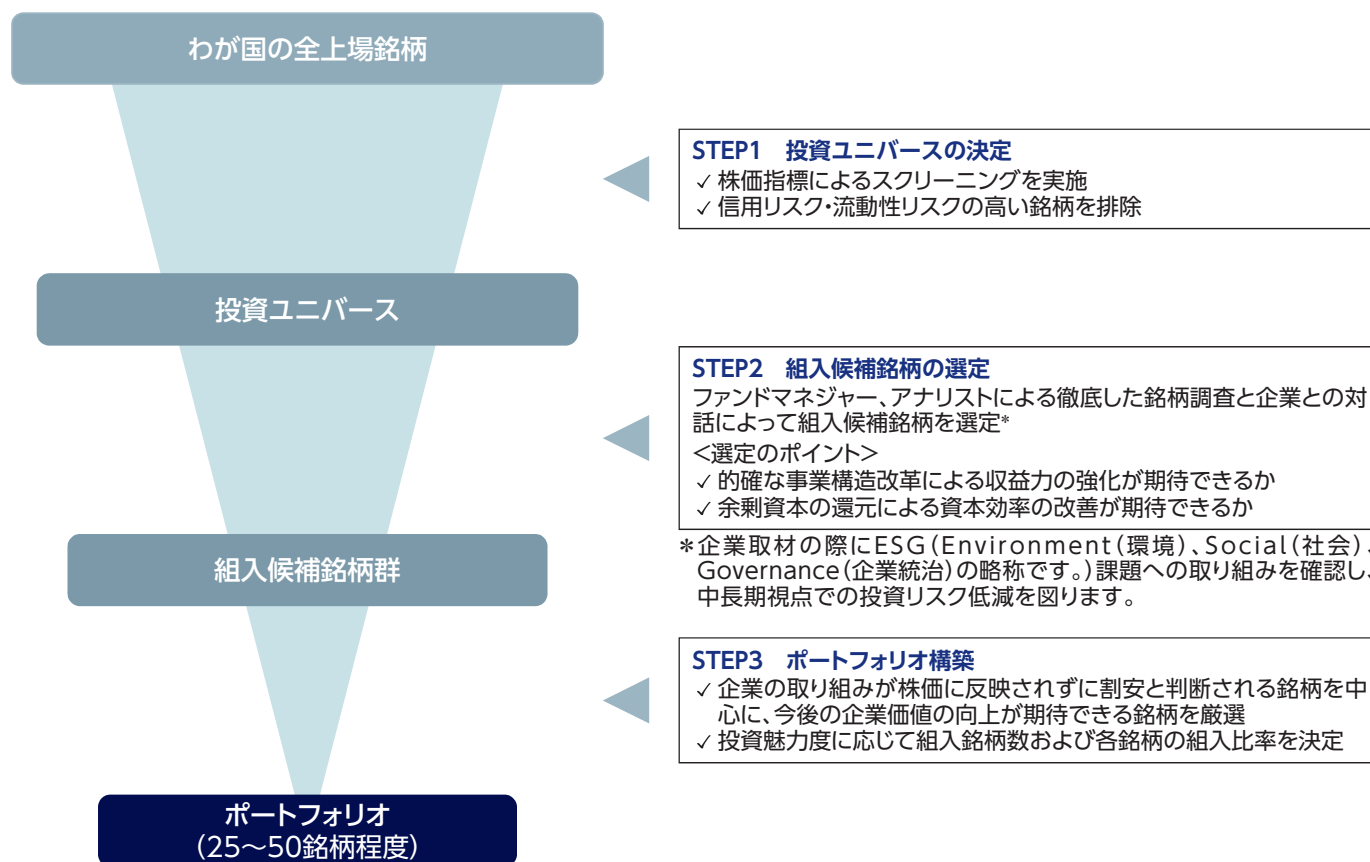 わが国の全上場銘柄
STEP1 投資ユニバースの決定
✓ 株価指標によるスクリーニングを実施
✓ 信用リスク・流動性リスクの高い銘柄を排除
投資ユニバース
STEP2 組入候補銘柄の選定
ファンドマネジャー、アナリストによる徹底した銘柄調査と企業との対
話によって組入候補銘柄を選定*
<選定のポイント>
✓ 的確な事業構造改革による収益力の強化が期待できるか
✓ 余剰資本の還元による資本効率の改善が期待できるか
組入候補銘柄群
*企業取材の際にESG(Environment(環境)、Social(社会)、
Governance(企業統治)の略称です。)課題への取り組みを確認し、
中長期視点での投資リスク低減を図ります。
STEP3 ポートフォリオ構築
✓ 企業の取り組みが株価に反映されずに割安と判断される銘柄を中
心に、今後の企業価値の向上が期待できる銘柄を厳選
✓ 投資魅力度に応じて組入銘柄数および各銘柄の組入比率を決定
ポートフォリオ
(25~50銘柄程度)